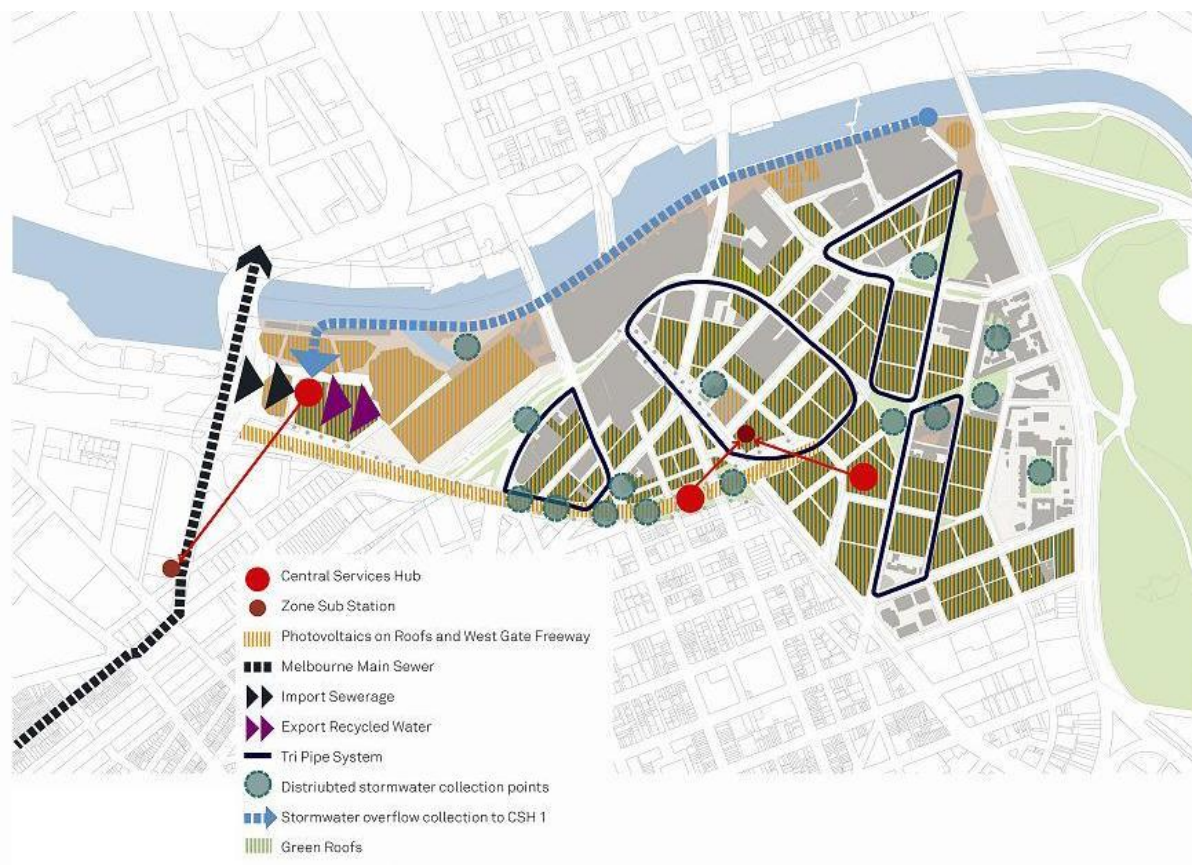 Central Services Hub
Zone Sub Station
Photovoltaics on Roofs and West Gate Freeway
Melbourne Main Sewer
Import Sewerage
Export Recycled Water
Tri Pipe System
Distriubted stormwater collection points
Stormwater overflow collection to CSH 1
Green Roofs